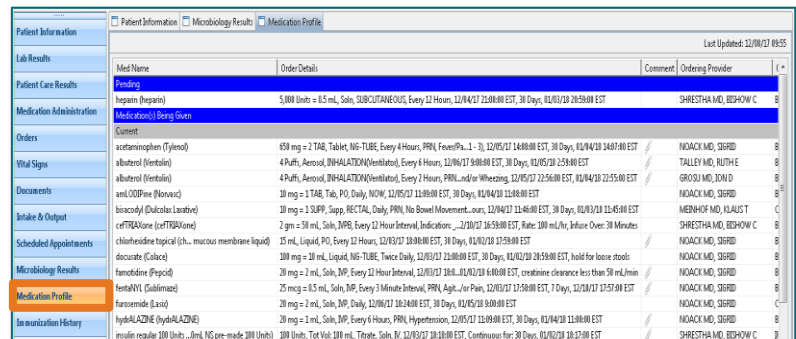 Patient Information
Lab Results
Patient Care Results
Medication Administration
Orders
Vital Signs
Documents
Intake & Output
Scheduled Appointments
Microbiology Results
Medication Profile
Immunization History
Patient Information Microbiology Results Medication Profile
Last Updated: 12/08/17 09:55
Med Name Order Details Comment Ordering Provider
Pending
heparin (heparin) 5,000 Units = 0.5 mL, Soln, SUBCUTANEOUS, Every 12 Hours, 12/04/17 21:00:00 EST, 30 Days, 01/03/18 20:59:00 EST SHRESTHA MD, BISHOW C
Medication(s) Being Given
Current
acetaminophen (Tylenol) 650 mg = 2 TAB, Tablet, NG-TUBE, Every 4 Hours, PRN, Fever/Pa...1 - 3), 12/05/17 14:08:00 EST, 30 Days, 01/04/18 14:07:00 EST NOACK MD, SIGRID
albuterol (Ventolin) 4 Puffs, Aerosol, INHALATION(Ventilator), Every 6 Hours, 12/06/17 9:00:00 EST, 30 Days, 01/05/18 2:59:00 EST TALLEY MD, RUTH E
albuterol (Ventolin) 4 Puffs, Aerosol, INHALATION(Ventilator), Every 2 Hours, PRN...nd/or Wheezing, 12/05/17 22:56:00 EST, 01/04/18 22:55:00 EST GROSU MD, ION D
amLODIPine (Norvasc) 10 mg = 1 TAB, Tab, PO, Daily, NOW, 12/05/17 11:09:00 EST, 30 Days, 01/04/18 11:08:00 EST NOACK MD, SIGRID
bisacodyl (Dulcolax Laxative) 10 mg = 1 SUPP, Supp, RECTAL, Daily, PRN, No Bowel Movement...ours, 12/04/17 11:46:00 EST, 30 Days, 01/03/18 11:45:00 EST MEINHOF MD, KLAUS T
cefTRIAXone (cefTRIAXone) 2 gm = 50 mL, Soln, IVPB, Every 12 Hour Interval, Indication: _...2/10/17 16:59:00 EST, Rate: 100 mL/hr, Infuse Over: 30 Minutes SHRESTHA MD, BISHOW C
chlorhexidine topical (ch... mucous membrane liquid) 15 mL, Liquid, PO, Every 12 Hours, 12/03/17 18:00:00 EST, 30 Days, 01/02/18 17:59:00 EST NOACK MD, SIGRID
docusate (Colace) 100 mg = 10 mL, Liquid, NG-TUBE, Twice Daily, 12/03/17 21:00:00 EST, 30 Days, 01/02/18 20:59:00 EST, hold for loose stools NOACK MD, SIGRID
famotidine (Pepcid) 20 mg = 2 mL, Soln, IVP, Every 12 Hour Interval, 12/03/17 18:0...01/02/18 6:00:00 EST, creatinine clearance less than 50 mL/min NOACK MD, SIGRID
fentaNYL (Sublimaze) 25 mcg = 0.5 mL, Soln, IVP, Every 3 Minute Interval, PRN, Agit.../or Pain, 12/03/17 17:58:00 EST, 7 Days, 12/10/17 17:57:00 EST NOACK MD, SIGRID
furosemide (Lasix) 20 mg = 2 mL, Soln, IVP, Daily, 12/06/17 10:24:00 EST, 30 Days, 01/05/18 9:00:00 EST NOACK MD, SIGRID
hydrALAZINE (hydrALAZINE) 20 mg = 1 mL, Soln, IVP, Every 6 Hours, PRN, Hypertension, 12/05/17 11:09:00 EST, 30 Days, 01/04/18 11:08:00 EST NOACK MD, SIGRID
insulin regular 100 Units ...0mL NS pre-made 100 Units) 100 Units, Tot Vol: 100 mL, Titrate, Soln, IV, 12/03/17 18:18:00 EST, Continuous for: 30 Days, 01/02/18 18:17:00 EST SHRESTHA MD, BISHOW C